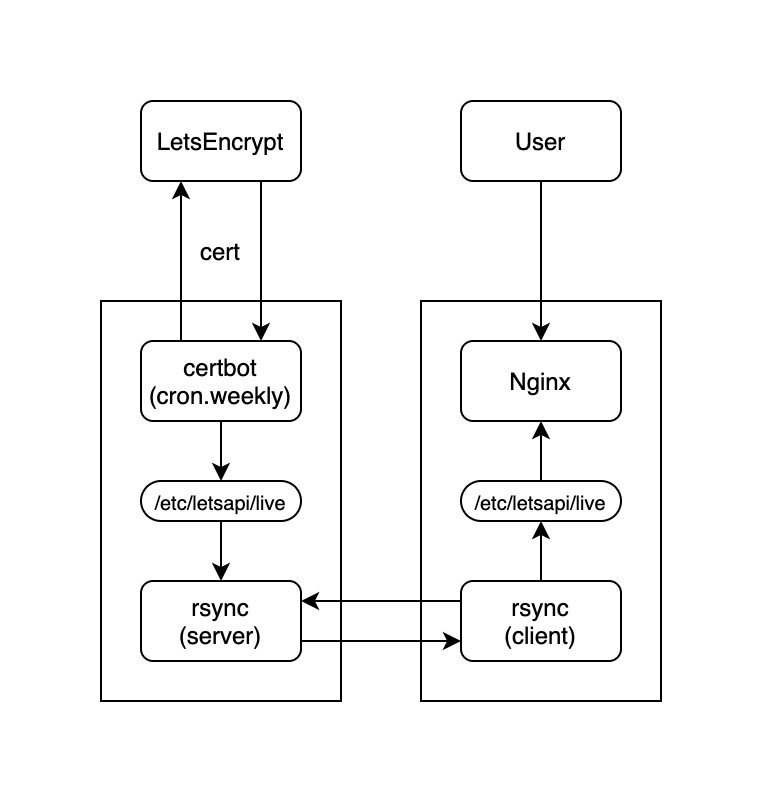 LetsEncrypt
User
cert
certbot
(cron.weekly)
Nginx
/etc/letsapi/live
/etc/letsapi/live
rsync
(server)
rsync
(client)